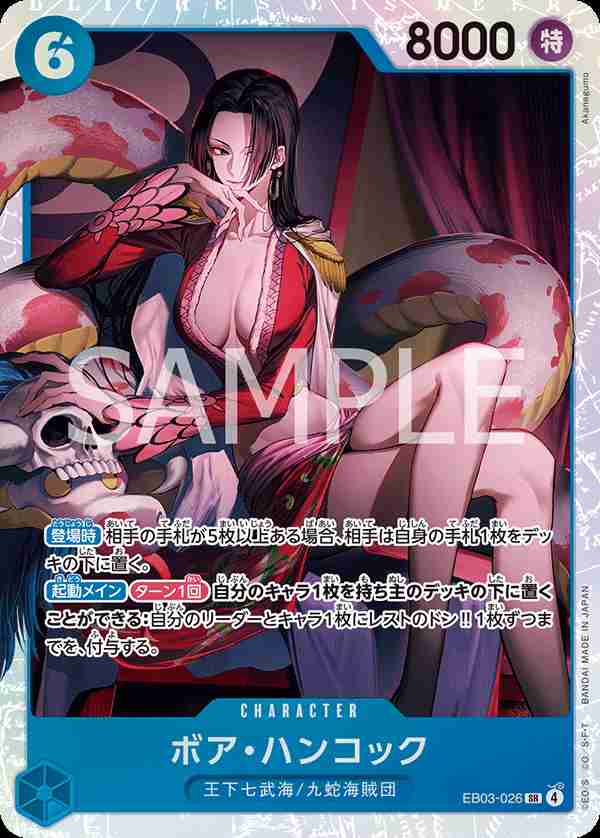 6
8000
特
Akanagumo
SAMPLE
登場時 相手の手札が5枚以上ある場合、相手は自身の手札1枚をデッ
キの下に置く。
起動メイン ターン1回 自分のキャラ1枚を持ち主のデッキの下に置く
ことができる:自分のリーダーとキャラ1枚にレストのドン!!1枚ずつま
でを、付与する。
CHARACTER
ボア・ハンコック
王下七武海/九蛇海賊団
EB03-026 SR 4
©E.O/S. ©O. S・F・T BANDAI MADE IN JAPAN